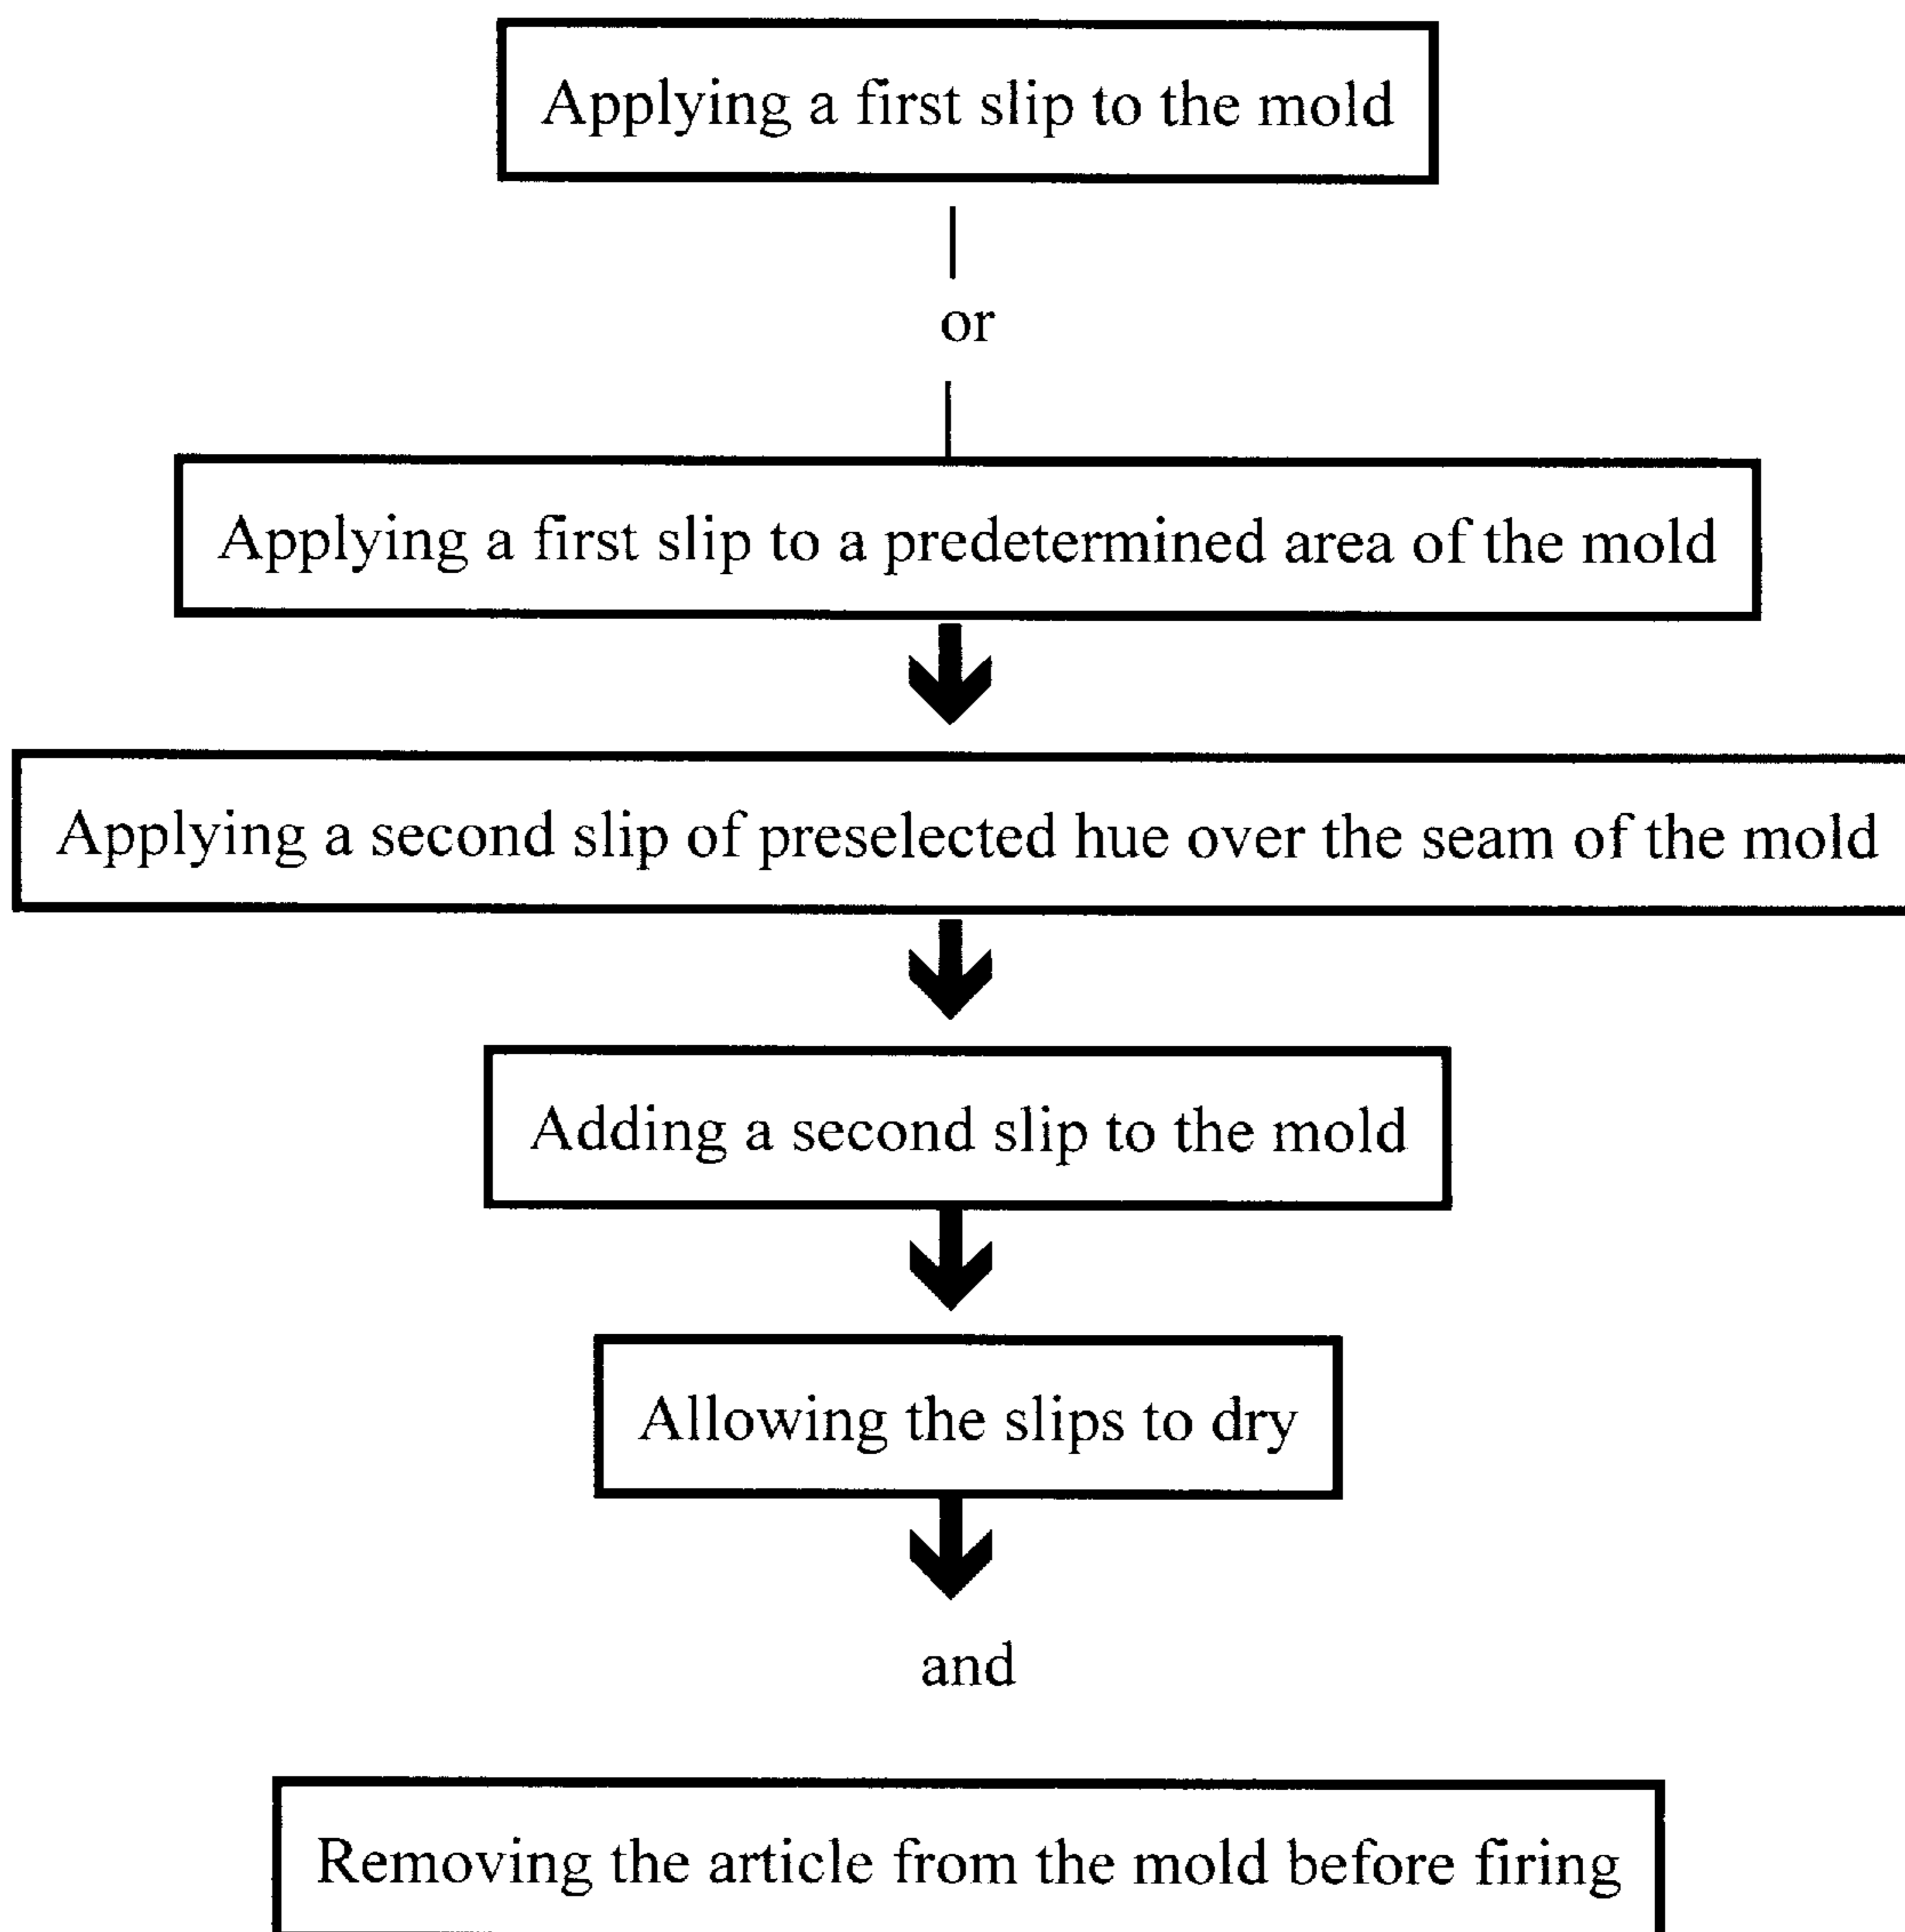 Applying a first slip to the mold
or
Applying a first slip to a predetermined area of the mold
Applying a second slip of preselected hue over the seam of the mold
Adding a second slip to the mold
Allowing the slips to dry
and
Removing the article from the mold before firing